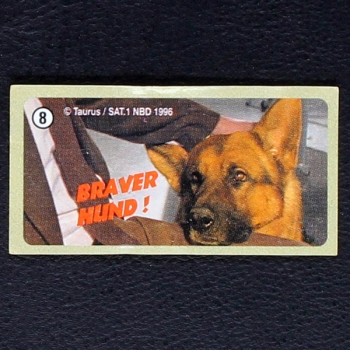 8
© Taurus / SAT.1 NBD 1996
BRAVER
HUND !